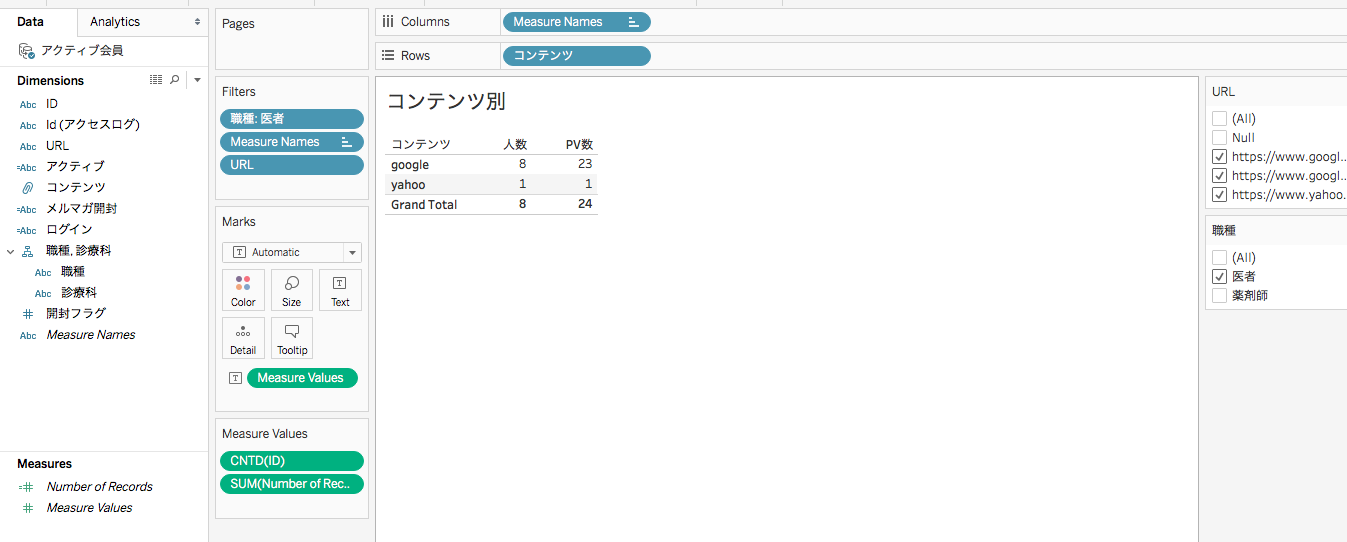 Data
Analytics
アクティブ会員
Dimensions
Abc ID
Abc Id (アクセスログ)
Abc URL
=Abc アクティブ
コンテンツ
=Abc メルマガ開封
=Abc ログイン
職種, 診療科
Abc 職種
Abc 診療科
# 開封フラグ
Abc Measure Names
Measures
=# Number of Records
# Measure Values
Pages
Filters
職種: 医者
Measure Names
URL
Marks
T Automatic
Color
Size
T Text
Detail
Tooltip
T Measure Values
Measure Values
CNTD(ID)
SUM(Number of Rec..
Columns
Measure Names
Rows
コンテンツ
コンテンツ別
コンテンツ 人数 PV数
google 8 23
yahoo 1 1
Grand Total 8 24
URL
(All)
Null
https://www.googl...
https://www.googl...
https://www.yahoo.
職種
(All)
医者
薬剤師